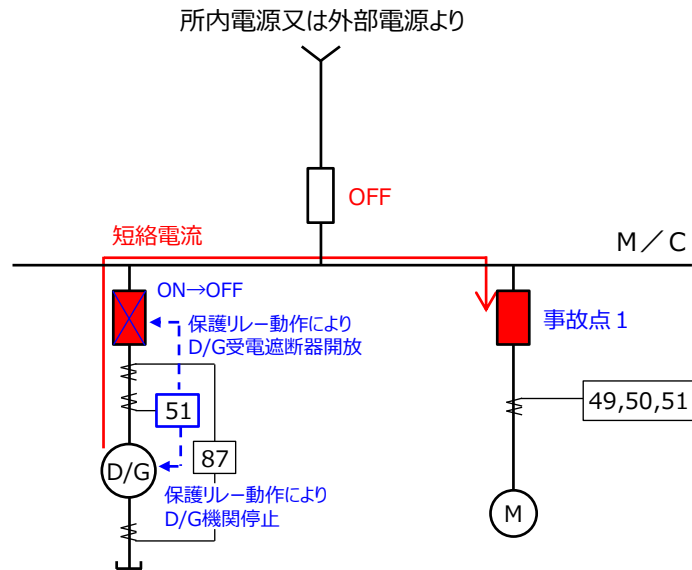 所内電源又は外部電源より
OFF
短絡電流
M/C
ON→OFF
保護リレー動作により
D/G受電遮断器開放
事故点1
51
49,50,51
87
D/G
保護リレー動作により
D/G機関停止
M